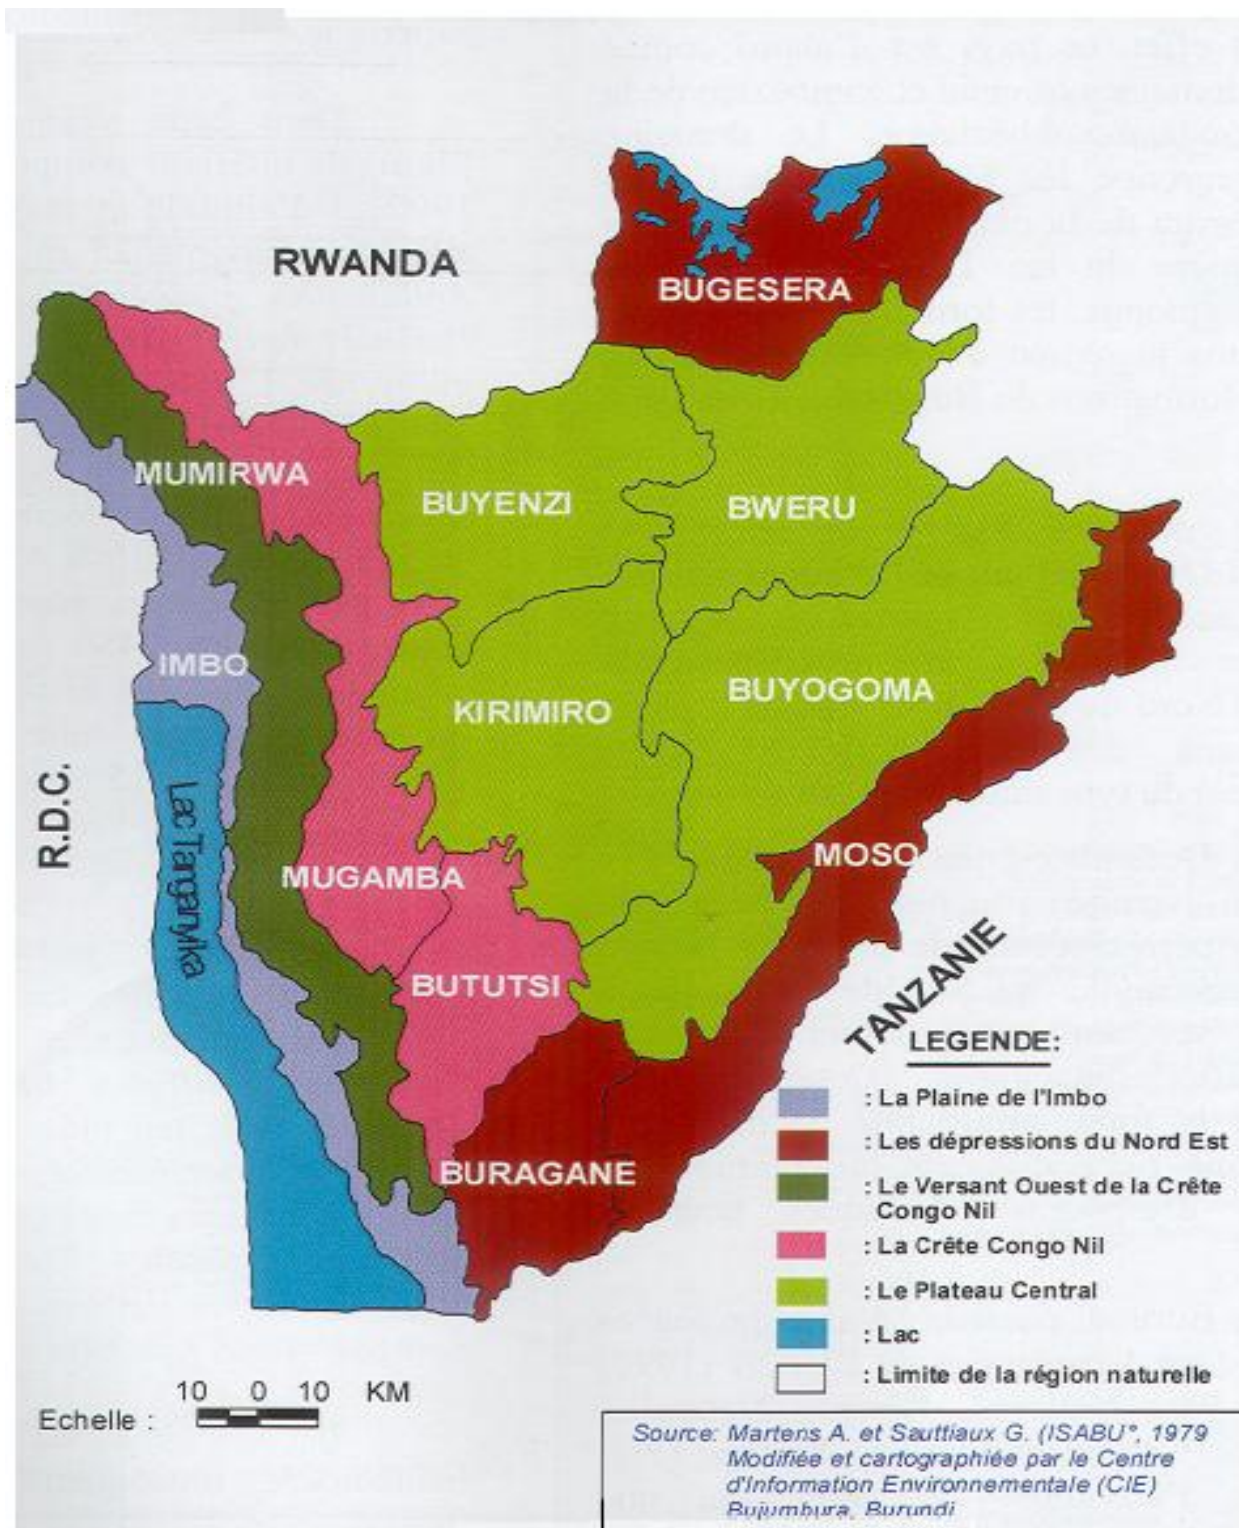 RWANDA
BUGESERA
MUMIRWA
BUYENZI
BWERU
IMBO
KIRIMIRO
BUYOGOMA
R.D.C.
Lac Tanganyika
MUGAMBA
MOSO
BUTUTSI
TANZANIE
BURAGANE
LEGENDE:
: La Plaine de l'Imbo
: Les dépressions du Nord Est
: Le Versant Ouest de la Crête
Congo Nil
: La Crête Congo Nil
: Le Plateau Central
: Lac
: Limite de la région naturelle
10 0 10 KM
Echelle :
Source: Martens A. et Sauttiaux G. (ISABU°, 1979
Modifiée et cartographiée par le Centre
d'Information Environnementale (CIE)
Bujumbura, Burundi